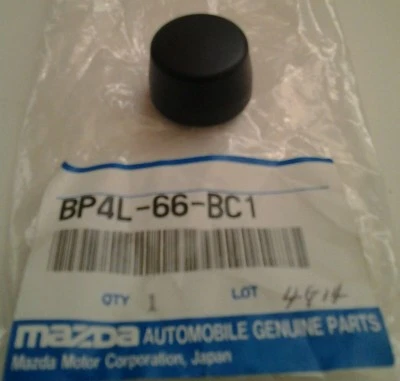 BP4L-66-BC1
QTY 1 LOT 4814
mazda AUTOMOBILE GENUINE PARTS
Mazda Motor Corporation, Japan